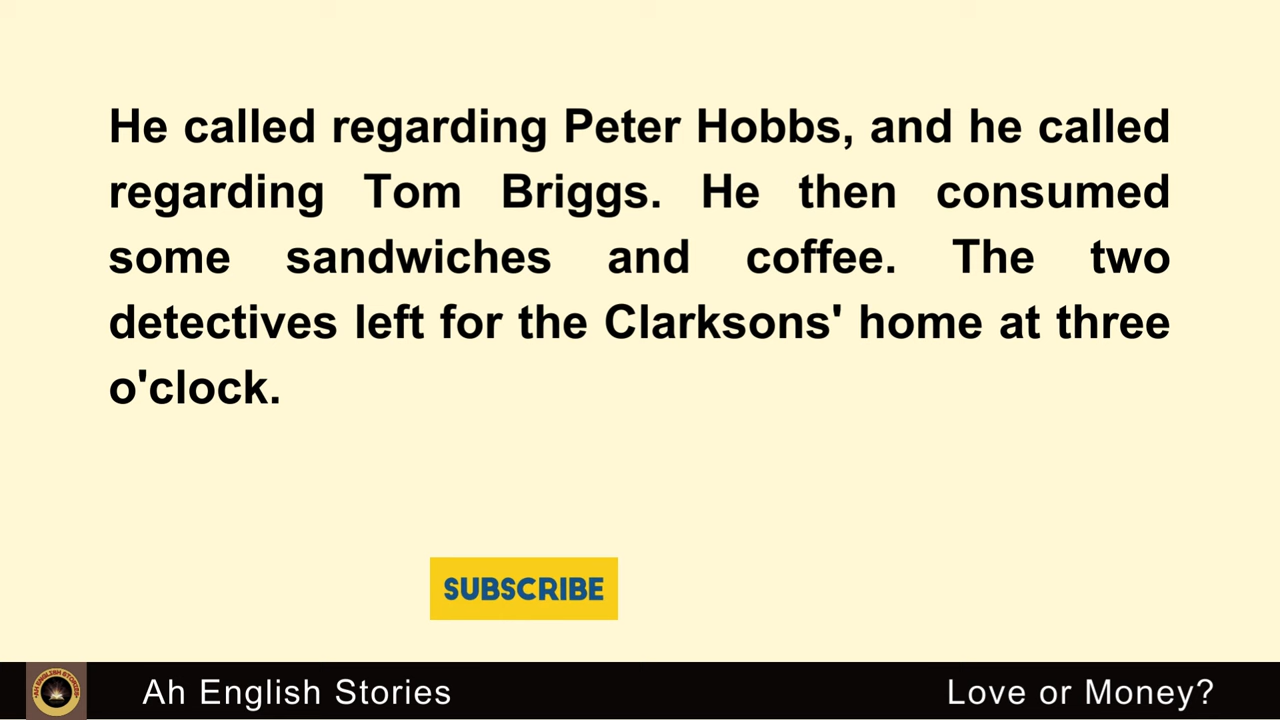 He called regarding Peter Hobbs, and he called
regarding Tom Briggs. He then consumed
some sandwiches and coffee. The two
detectives left for the Clarksons' home at three
o'clock.
SUBSCRIBE
Ah English Stories
Love or Money?